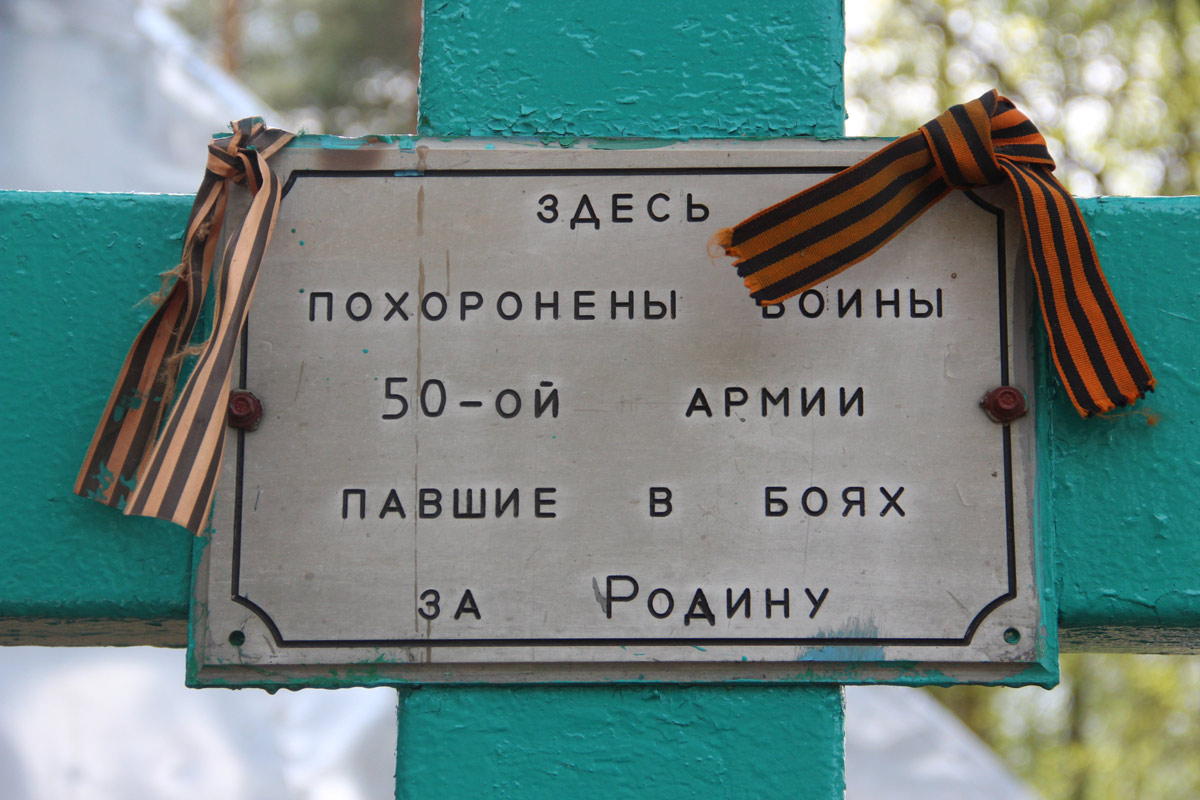 ЗДЕСЬ
ПОХОРОНЕНЫ ВОИНЫ
50-ОЙ АРМИИ
ПАВШИЕ В БОЯХ
ЗА РОДИНУ